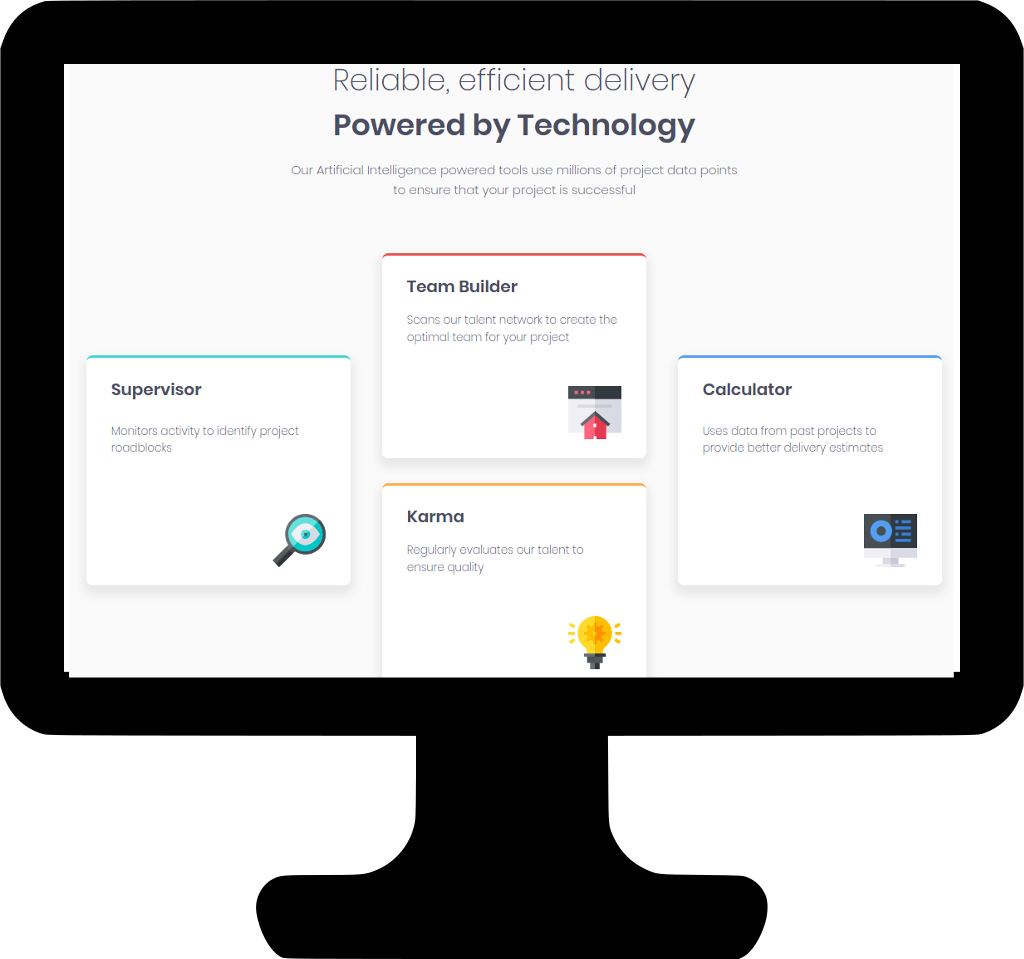 Reliable, efficient delivery
Powered by Technology
Our Artificial Intelligence powered tools use millions of project data points
to ensure that your project is successful
Team Builder
Scans our talent network to create the
optimal team for your project
Supervisor
Monitors activity to identify project
roadblocks
Calculator
Uses data from past projects to
provide better delivery estimates
Karma
Regularly evaluates our talent to
ensure quality